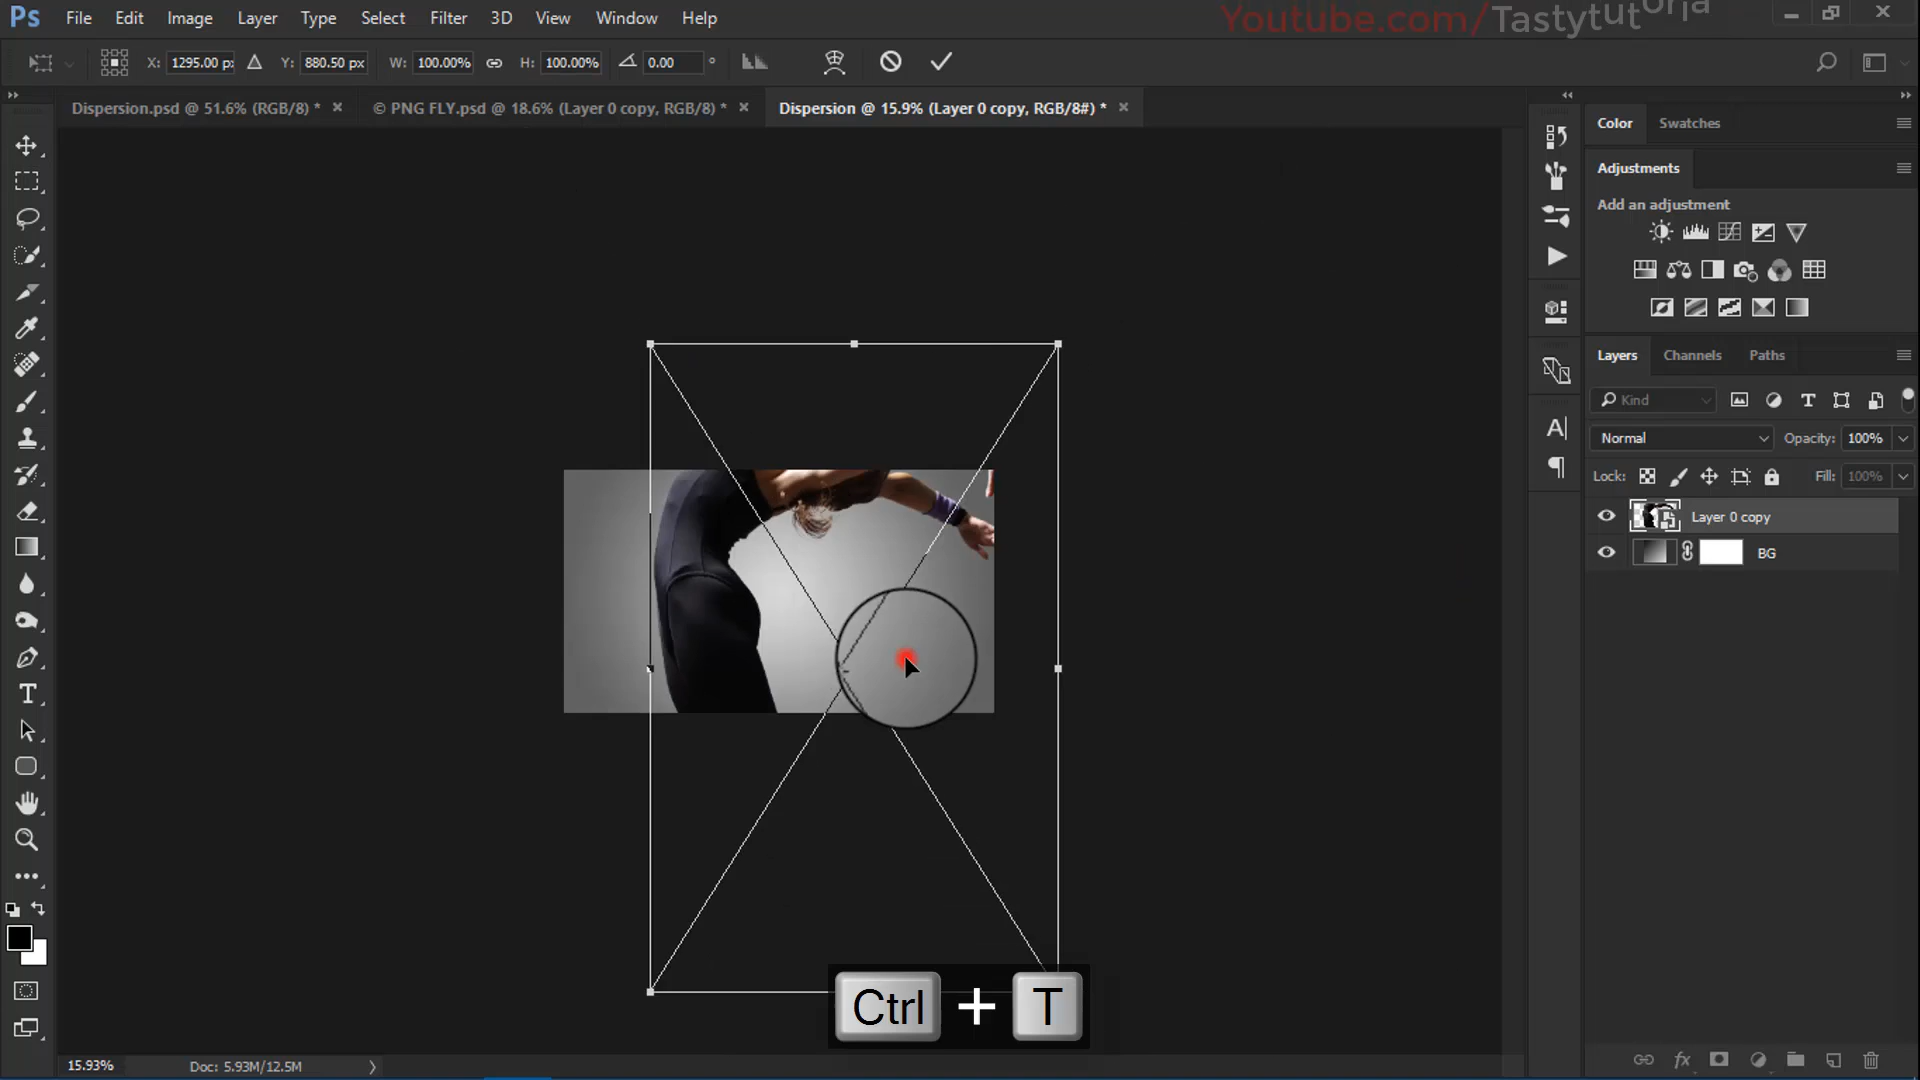 Ps File Edit Image Layer Type Select Filter 3D View Window Help
Youtube.com/Tastytutorja
X: 1295.00 px Y: 880.50 px W: 100.00% H: 100.00% 0.00 °
Dispersion.psd @ 51.6% (RGB/8) * × © PNG FLY.psd @ 18.6% (Layer 0 copy, RGB/8) * × Dispersion @ 15.9% (Layer 0 copy, RGB/8#) * ×
Color Swatches
Adjustments
Add an adjustment
Layers Channels Paths
Kind
Normal Opacity: 100%
Lock: Fill: 100%
Layer 0 copy
BG
Ctrl + T
15.93% Doc: 5.93M/12.5M